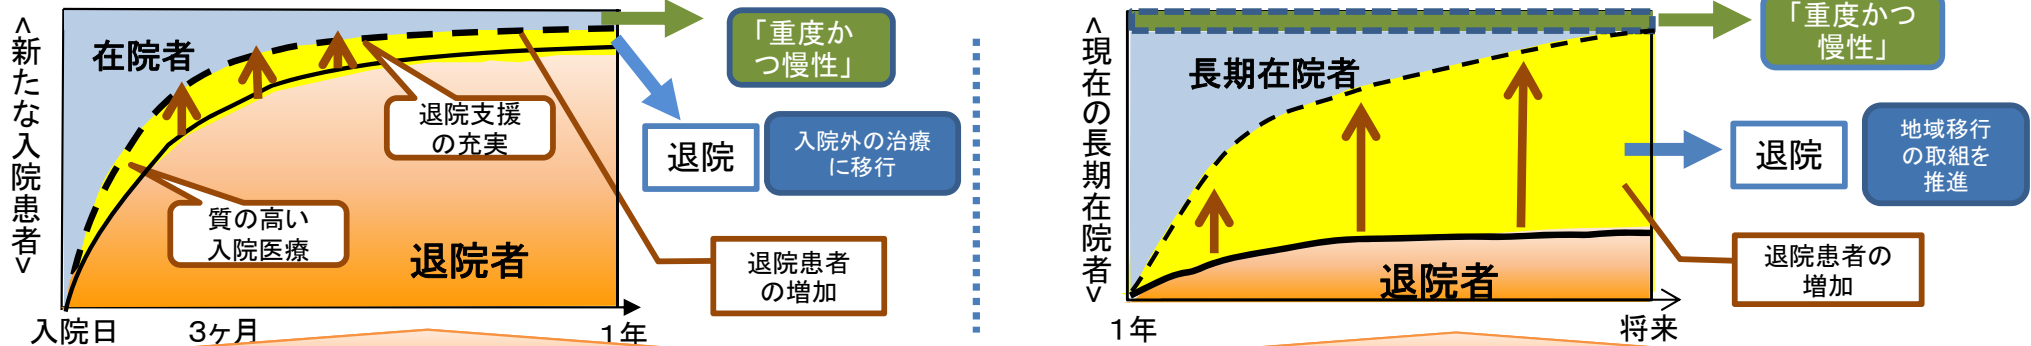 <新たな入院患者>
在院者
退院支援
の充実
質の高い
入院医療
退院者
入院日
3ヶ月
1年
「重度か
つ慢性」
退院
入院外の治療
に移行
退院患者
の増加
<現在の長期在院者>
長期在院者
退院者
1年
将来
「重度かつ
慢性」
退院
地域移行
の取組を
推進
退院患者の
増加